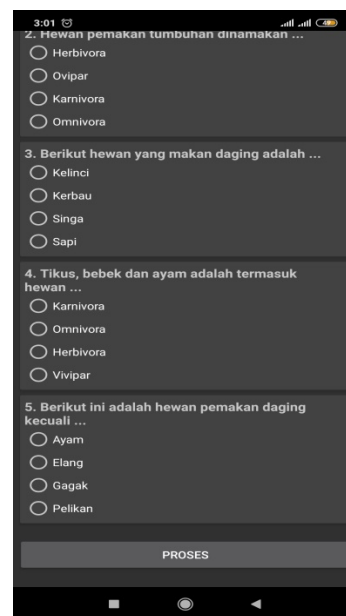 3:01
49
2. Hewan pemakan tumbuhan dinamakan ...
Herbivora
Ovipar
Karnivora
Omnivora
3. Berikut hewan yang makan daging adalah ...
Kelinci
Kerbau
Singa
Sapi
4. Tikus, bebek dan ayam adalah termasuk
hewan ...
Karnivora
Omnivora
Herbivora
Vivipar
5. Berikut ini adalah hewan pemakan daging
kecuali ...
Ayam
Elang
Gagak
Pelikan
PROSES